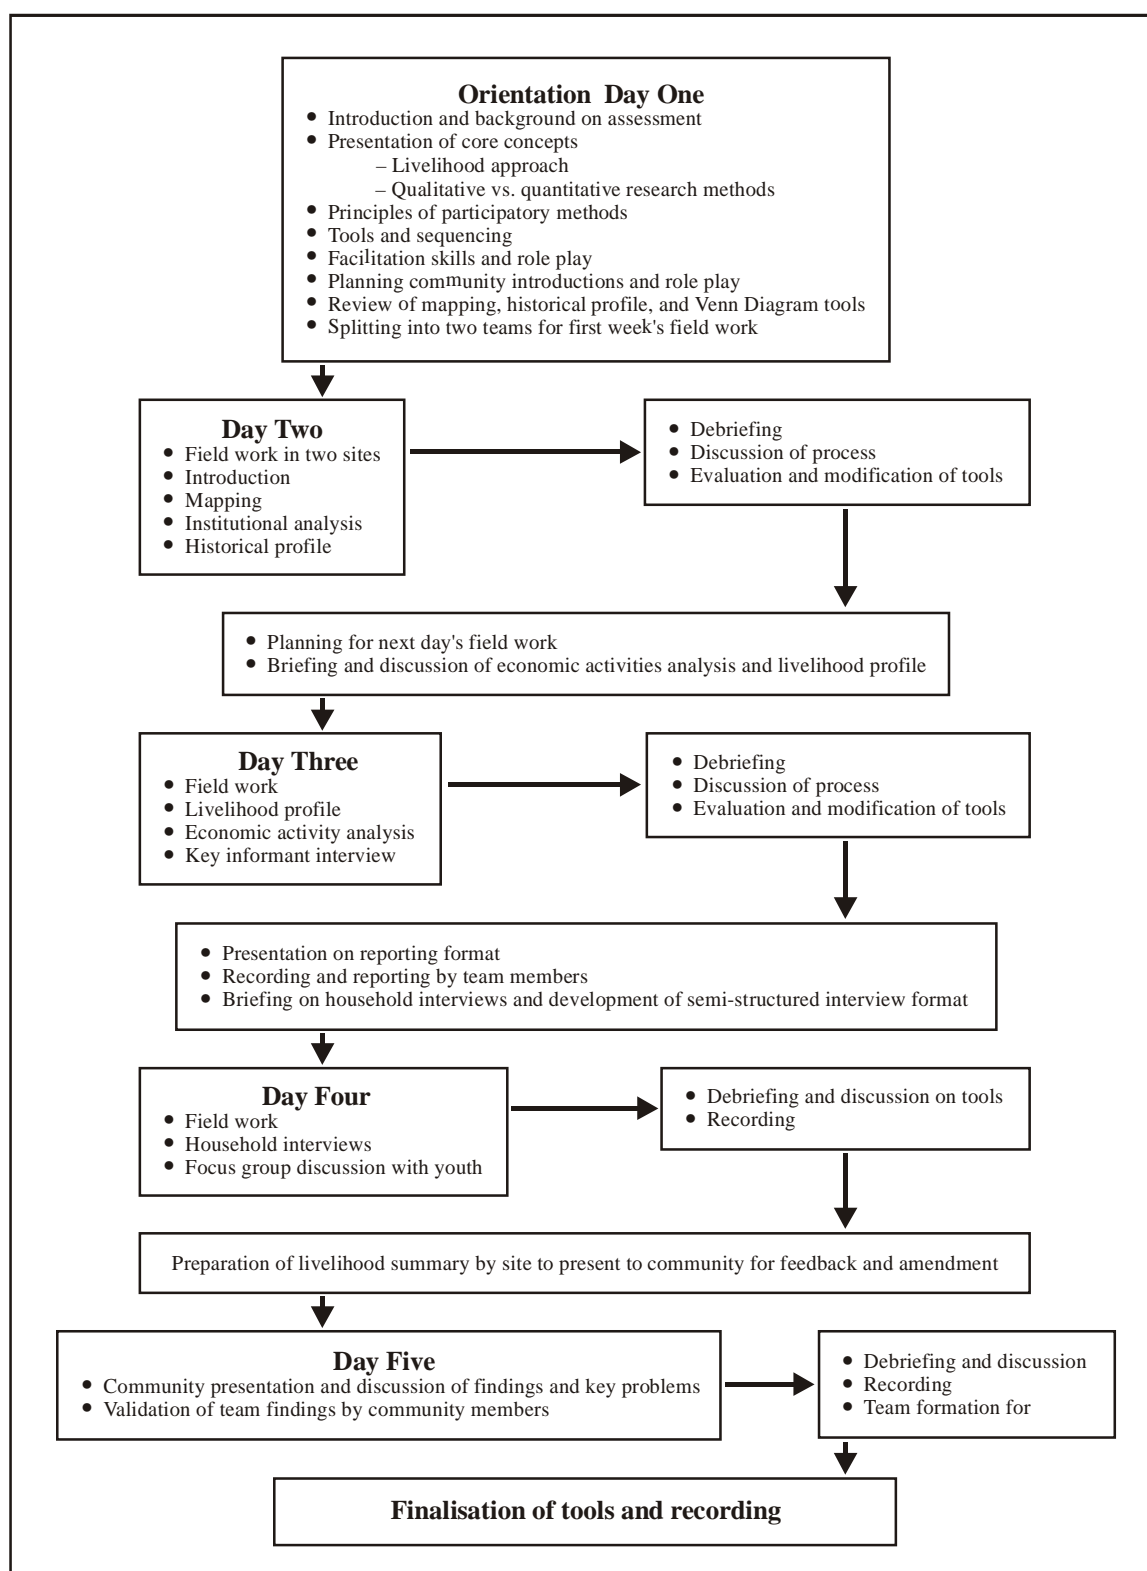 Orientation Day One
• Introduction and background on assessment
• Presentation of core concepts
– Livelihood approach
– Qualitative vs. quantitative research methods
• Principles of participatory methods
• Tools and sequencing
• Facilitation skills and role play
• Planning community introductions and role play
• Review of mapping, historical profile, and Venn Diagram tools
• Splitting into two teams for first week's field work
Day Two
• Field work in two sites
• Introduction
• Mapping
• Institutional analysis
• Historical profile
• Debriefing
• Discussion of process
• Evaluation and modification of tools
• Planning for next day's field work
• Briefing and discussion of economic activities analysis and livelihood profile
Day Three
• Field work
• Livelihood profile
• Economic activity analysis
• Key informant interview
• Debriefing
• Discussion of process
• Evaluation and modification of tools
• Presentation on reporting format
• Recording and reporting by team members
• Briefing on household interviews and development of semi-structured interview format
Day Four
• Field work
• Household interviews
• Focus group discussion with youth
• Debriefing and discussion on tools
• Recording
Preparation of livelihood summary by site to present to community for feedback and amendment
Day Five
• Community presentation and discussion of findings and key problems
• Validation of team findings by community members
• Debriefing and discussion
• Recording
• Team formation for
Finalisation of tools and recording